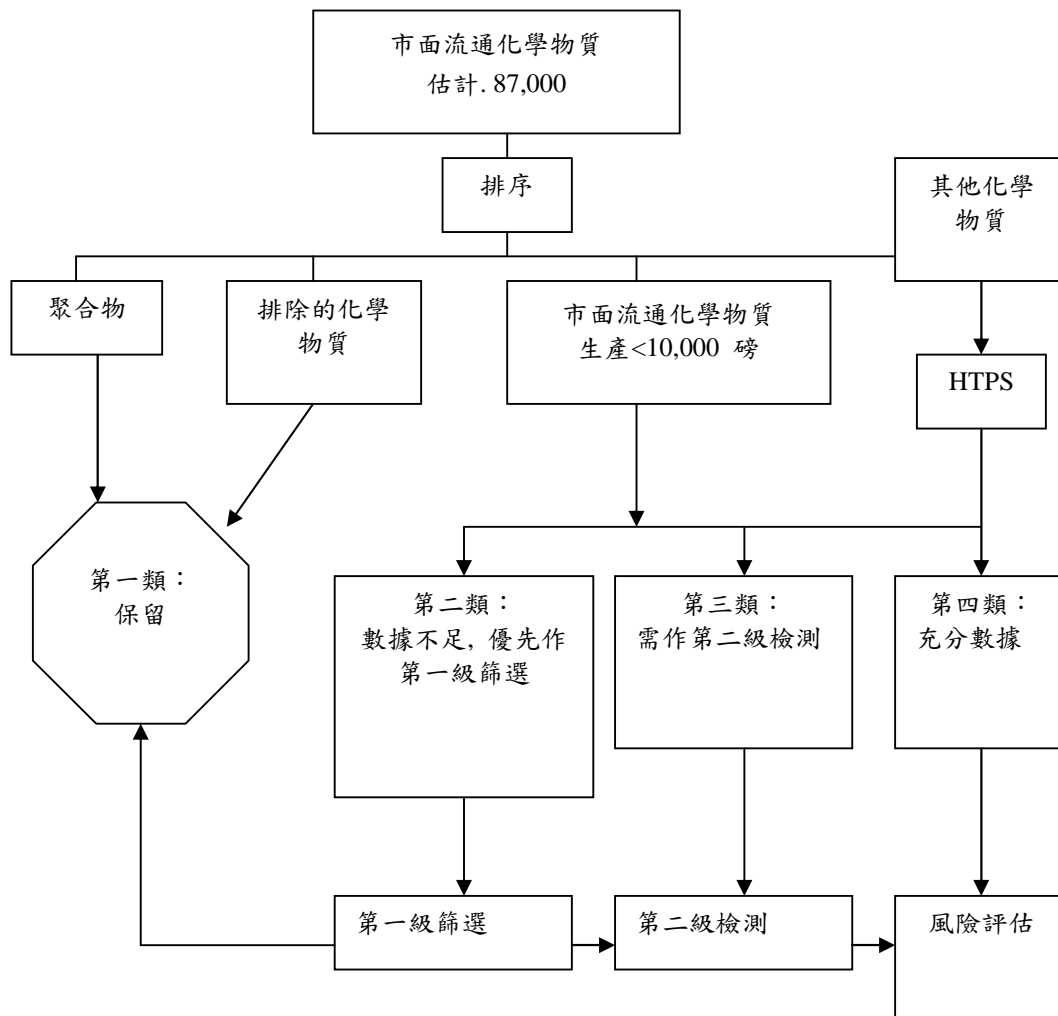 市面流通化學物質
估計. 87,000
排序
其他化學
物質
聚合物
排除的化學
物質
市面流通化學物質
生產<10,000 磅
HTPS
第一類：
保留
第二類：
數據不足, 優先作
第一級篩選
第三類：
需作第二級檢測
第四類：
充分數據
第一級篩選
第二級檢測
風險評估